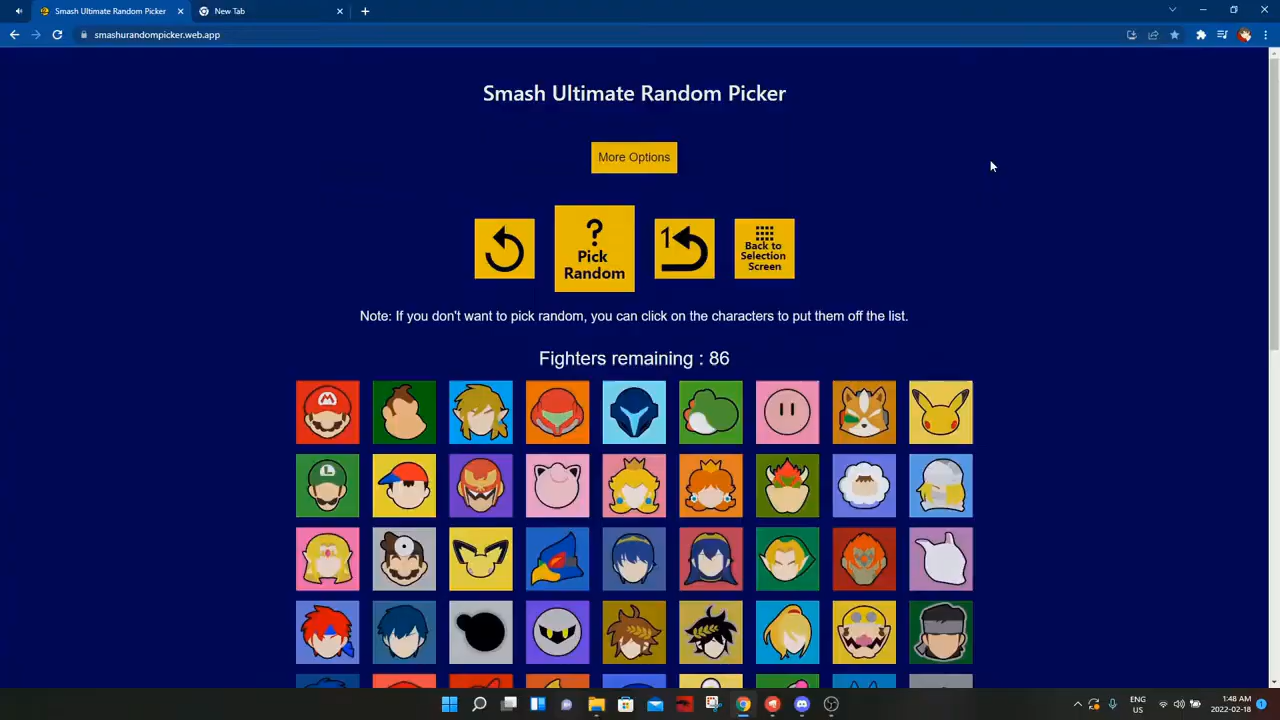 Smash Ultimate Random Picker
New Tab
smashurandompicker.web.app
Smash Ultimate Random Picker
More Options
?
Pick
Random
1
Back to
Selection
Screen
Note: If you don't want to pick random, you can click on the characters to put them off the list.
Fighters remaining : 86
M
L
ENG
US
1:48 AM
2022-02-18